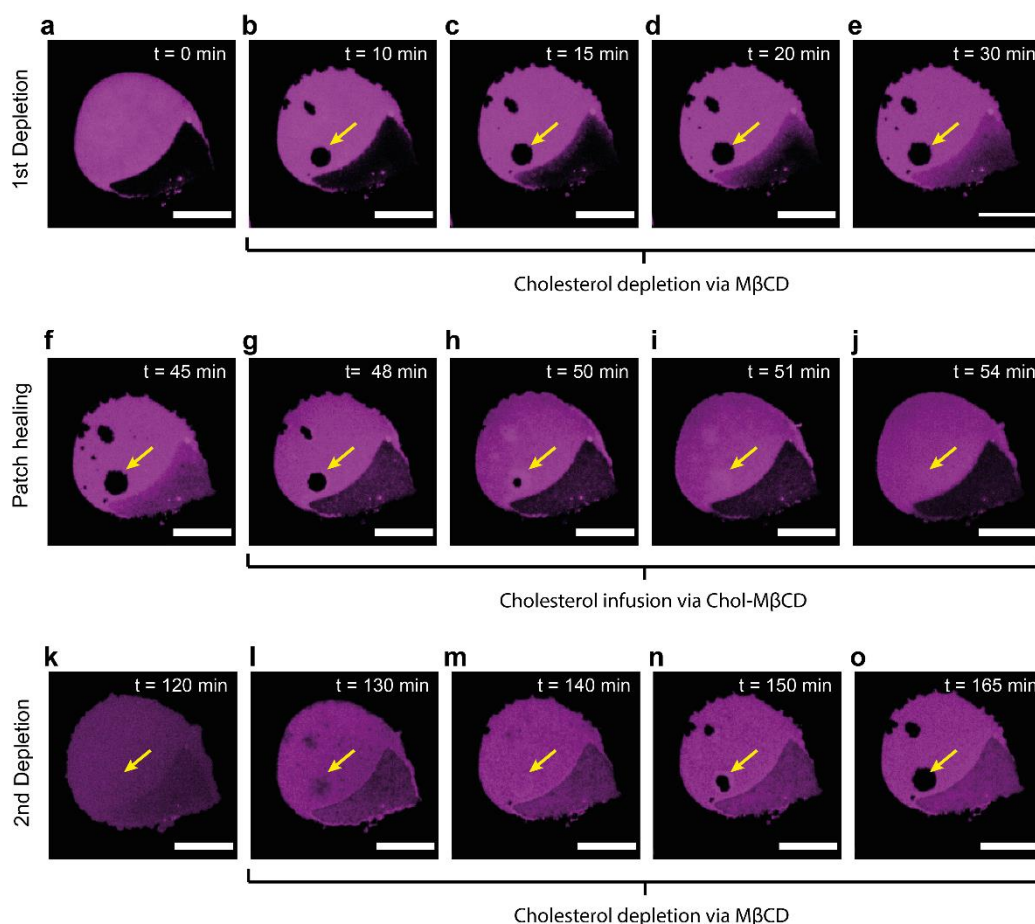 a b c d e
t = 0 min t = 10 min t = 15 min t = 20 min t = 30 min
1st Depletion
Cholesterol depletion via MβCD
f g h i j
t = 45 min t= 48 min t = 50 min t = 51 min t = 54 min
Patch healing
Cholesterol infusion via Chol-MβCD
k l m n o
t = 120 min t = 130 min t = 140 min t = 150 min t = 165 min
2nd Depletion
Cholesterol depletion via MβCD